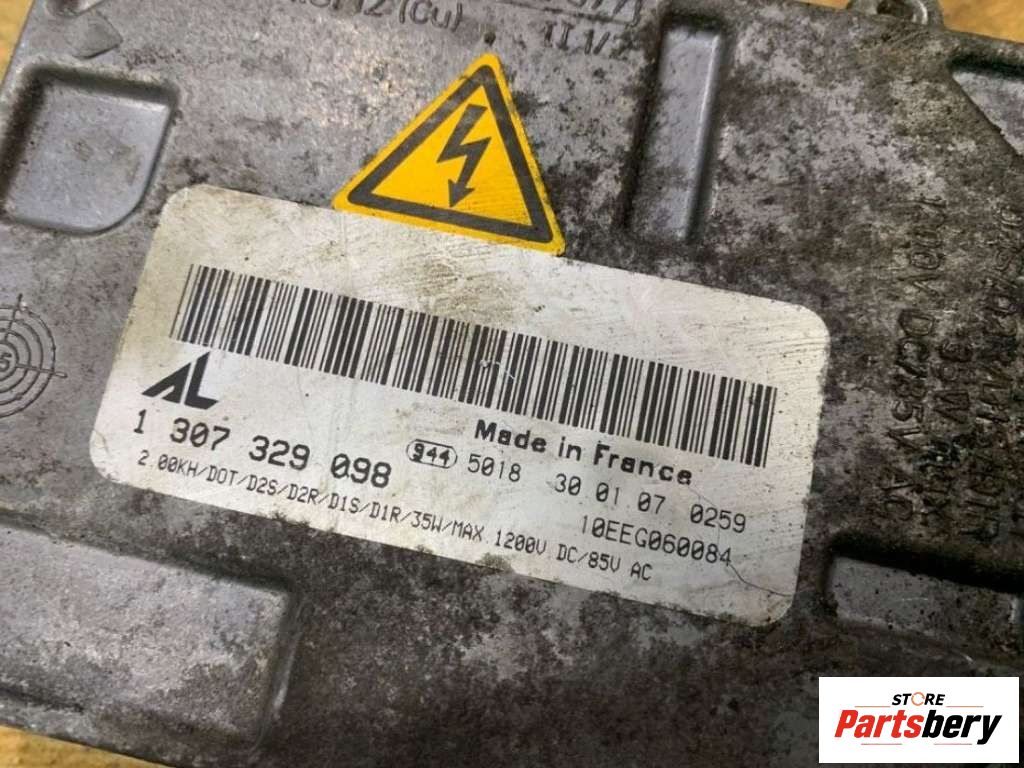 (Cu)
AL
1 307 329 098
Made in France
944 5018 30 01 07 0259
10EEG060084
2.00KH/DOT/D2S/D2R/D1S/D1R/35W/MAX 1200V DC/85V AC
STORE
Partsbery